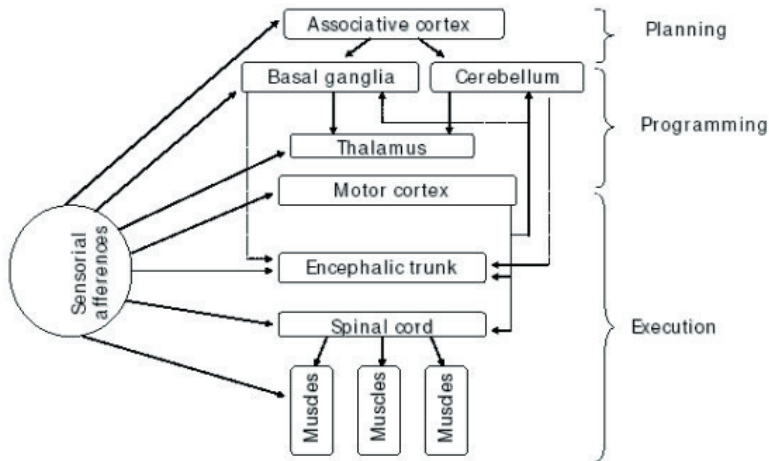 Associative cortex
Planning
Basal ganglia
Cerebellum
Programming
Thalamus
Motor cortex
Sensorial
afferences
Encephalic trunk
Spinal cord
Execution
Muscles
Muscles
Muscles